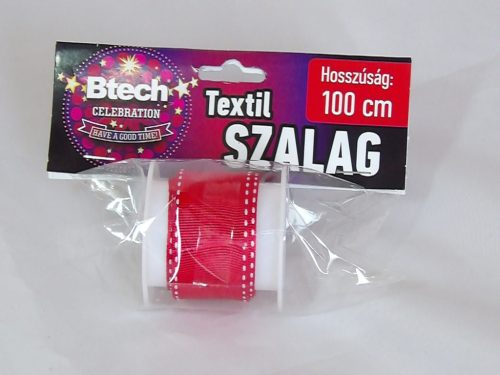 Btech
CELEBRATION
HAVE A GOOD TIME!
Textil
SZALAG
Hosszúság:
100 cm